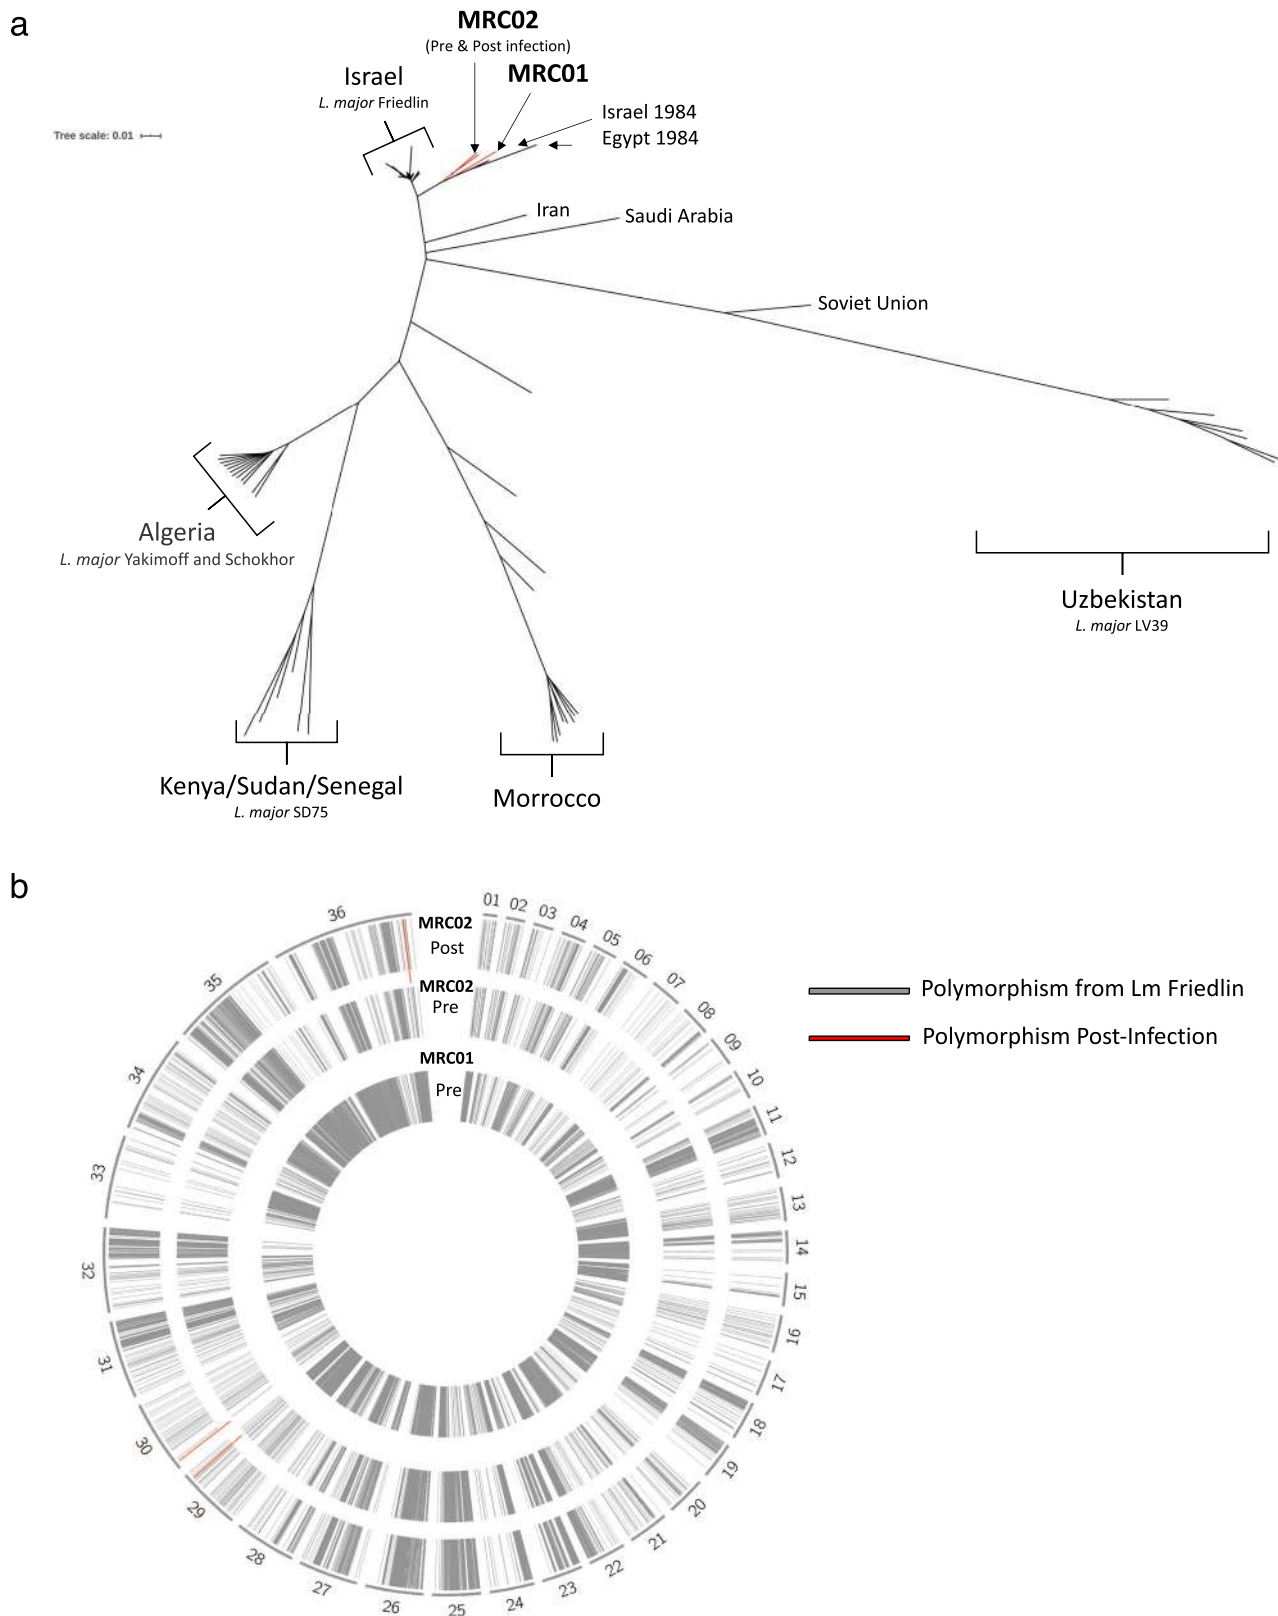 a
MRC02
(Pre & Post infection)
MRC01
Israel
L. major Friedlin
Israel 1984
Egypt 1984
Tree scale: 0.01
Iran
Saudi Arabia
Soviet Union
Algeria
L. major Yakimoff and Schokhor
Uzbekistan
L. major LV39
Kenya/Sudan/Senegal
L. major SD75
Morrocco
b
MRC02
Post
MRC02
Pre
MRC01
Pre
01
02
03
04
05
06
07
08
09
10
11
12
13
14
15
16
17
18
19
20
21
22
23
24
25
26
27
28
29
30
31
32
33
34
35
36
Polymorphism from Lm Friedlin
Polymorphism Post-Infection